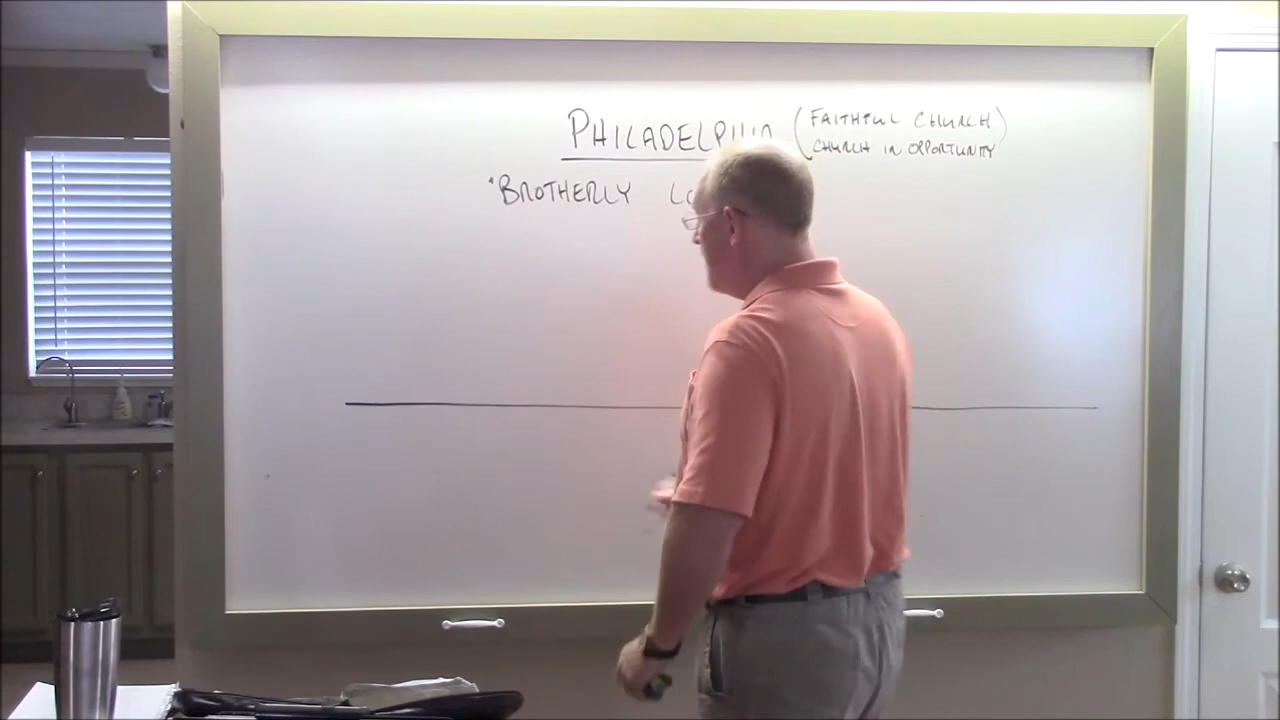 PHILADELPHIA (FAITHFUL CHURCH)
CHURCH IN OPPORTUNITY
• BROTHERLY